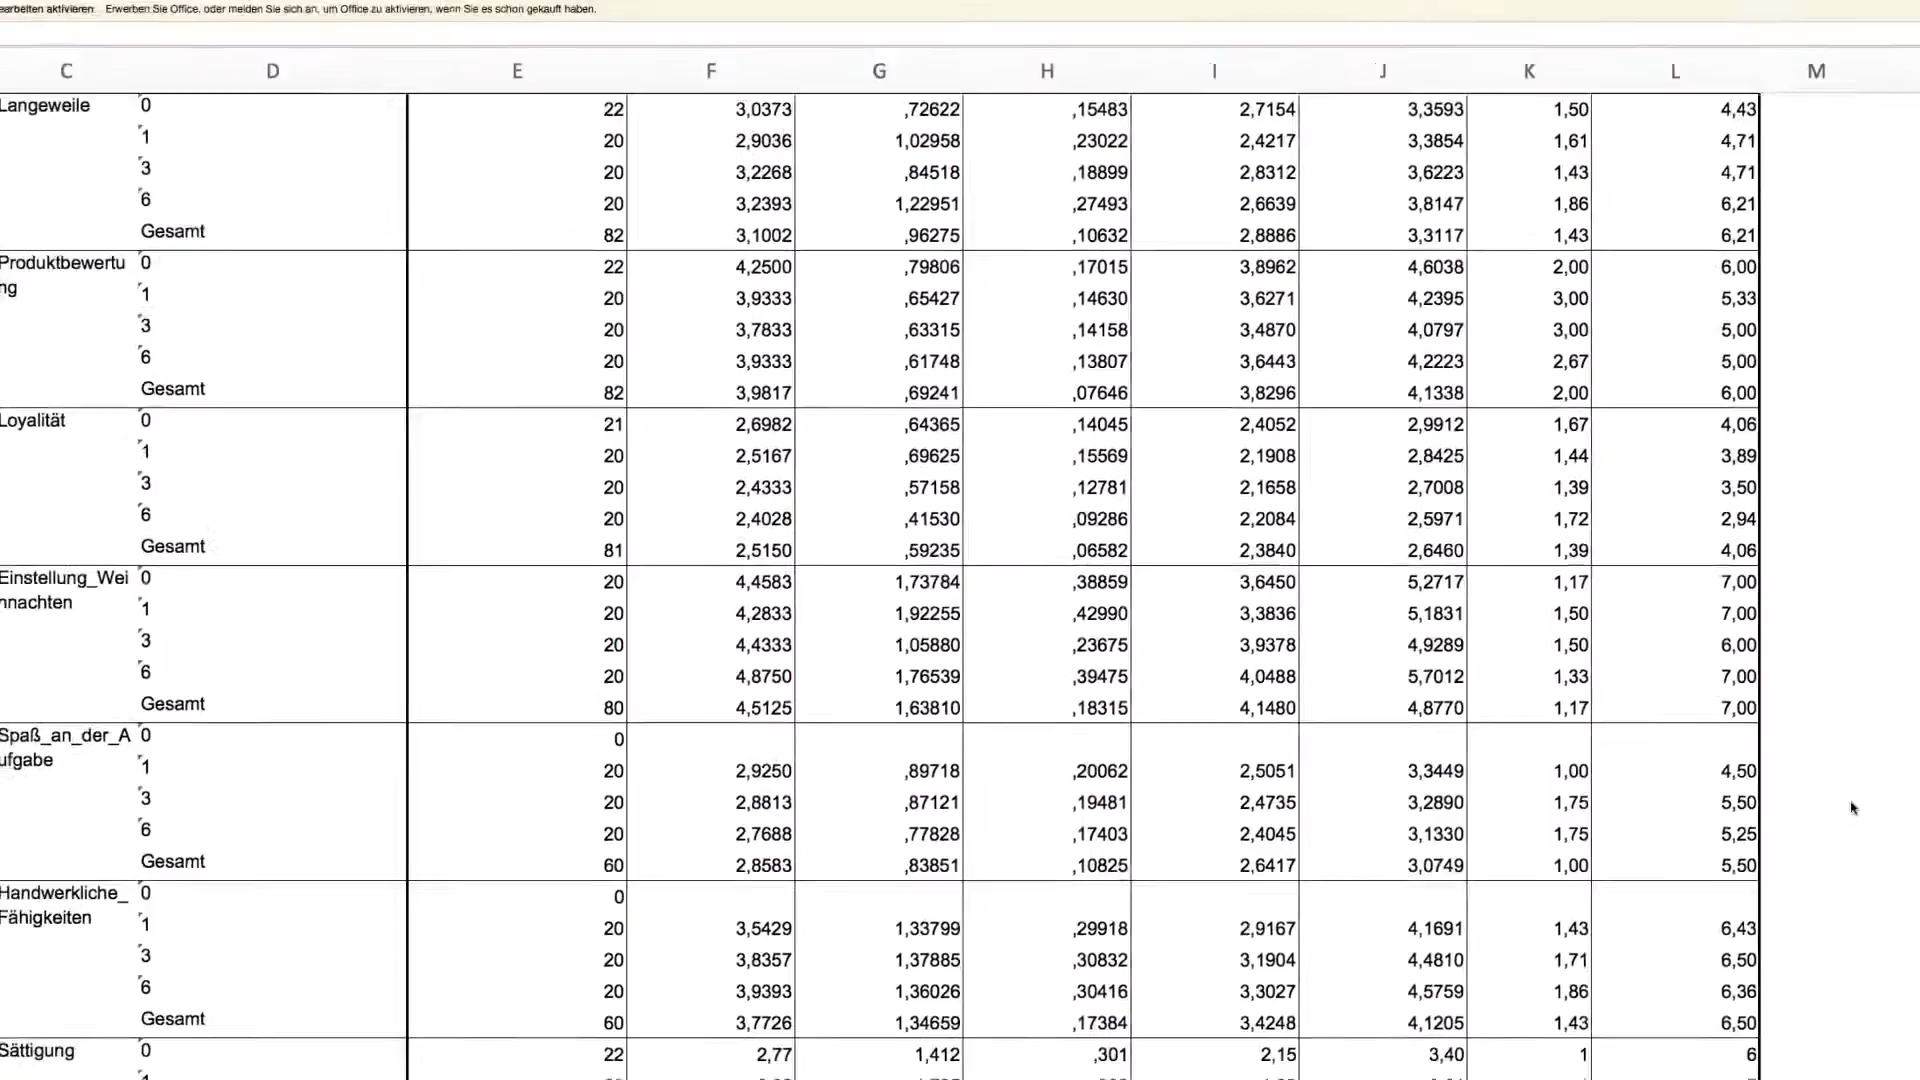 earbeiten aktivieren Erwerben Sie Office, oder melden Sie sich an, um Office zu aktivieren, wenn Sie es schon gekauft haben.
C D E F G H I J K L M
Langeweile 0 22 3,0373 ,72622 ,15483 2,7154 3,3593 1,50 4,43
1 20 2,9036 1,02958 ,23022 2,4217 3,3854 1,61 4,71
3 20 3,2268 ,84518 ,18899 2,8312 3,6223 1,43 4,71
6 20 3,2393 1,22951 ,27493 2,6639 3,8147 1,86 6,21
Gesamt 82 3,1002 ,96275 ,10632 2,8886 3,3117 1,43 6,21
Produktbewertu 0 22 4,2500 ,79806 ,17015 3,8962 4,6038 2,00 6,00
ng 1 20 3,9333 ,65427 ,14630 3,6271 4,2395 3,00 5,33
3 20 3,7833 ,63315 ,14158 3,4870 4,0797 3,00 5,00
6 20 3,9333 ,61748 ,13807 3,6443 4,2223 2,67 5,00
Gesamt 82 3,9817 ,69241 ,07646 3,8296 4,1338 2,00 6,00
Loyalität 0 21 2,6982 ,64365 ,14045 2,4052 2,9912 1,67 4,06
1 20 2,5167 ,69625 ,15569 2,1908 2,8425 1,44 3,89
3 20 2,4333 ,57158 ,12781 2,1658 2,7008 1,39 3,50
6 20 2,4028 ,41530 ,09286 2,2084 2,5971 1,72 2,94
Gesamt 81 2,5150 ,59235 ,06582 2,3840 2,6460 1,39 4,06
Einstellung_Wei 0 20 4,4583 1,73784 ,38859 3,6450 5,2717 1,17 7,00
hnachten 1 20 4,2833 1,92255 ,42990 3,3836 5,1831 1,50 7,00
3 20 4,4333 1,05880 ,23675 3,9378 4,9289 1,50 6,00
6 20 4,8750 1,76539 ,39475 4,0488 5,7012 1,33 7,00
Gesamt 80 4,5125 1,63810 ,18315 4,1480 4,8770 1,17 7,00
Spaß_an_der_A 0 0
ufgabe 1 20 2,9250 ,89718 ,20062 2,5051 3,3449 1,00 4,50
3 20 2,8813 ,87121 ,19481 2,4735 3,2890 1,75 5,50
6 20 2,7688 ,77828 ,17403 2,4045 3,1330 1,75 5,25
Gesamt 60 2,8583 ,83851 ,10825 2,6417 3,0749 1,00 5,50
Handwerkliche_ 0 0
Fähigkeiten 1 20 3,5429 1,33799 ,29918 2,9167 4,1691 1,43 6,43
3 20 3,8357 1,37885 ,30832 3,1904 4,4810 1,71 6,50
6 20 3,9393 1,36026 ,30416 3,3027 4,5759 1,86 6,36
Gesamt 60 3,7726 1,34659 ,17384 3,4248 4,1205 1,43 6,50
Sättigung 0 22 2,77 1,412 ,301 2,15 3,40 1 6